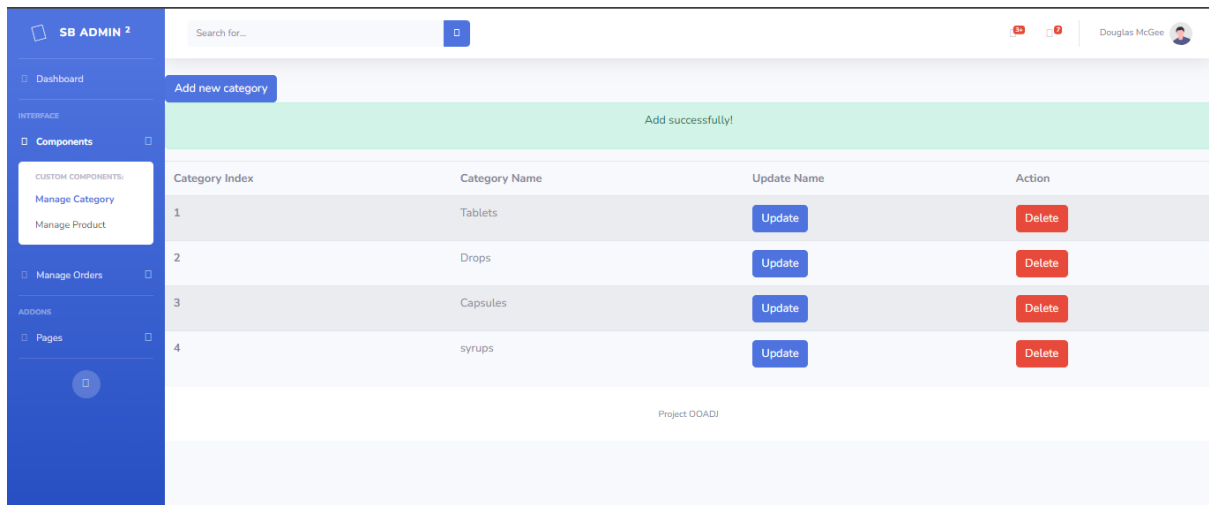 SB ADMIN 2
Search for...
3+
7
Douglas McGee
Dashboard
INTERFACE
Components
CUSTOM COMPONENTS:
Manage Category
Manage Product
Manage Orders
ADDONS
Pages
Add new category
Add successfully!
Category Index Category Name Update Name Action
1 Tablets Update Delete
2 Drops Update Delete
3 Capsules Update Delete
4 syrups Update Delete
Project OOADJ